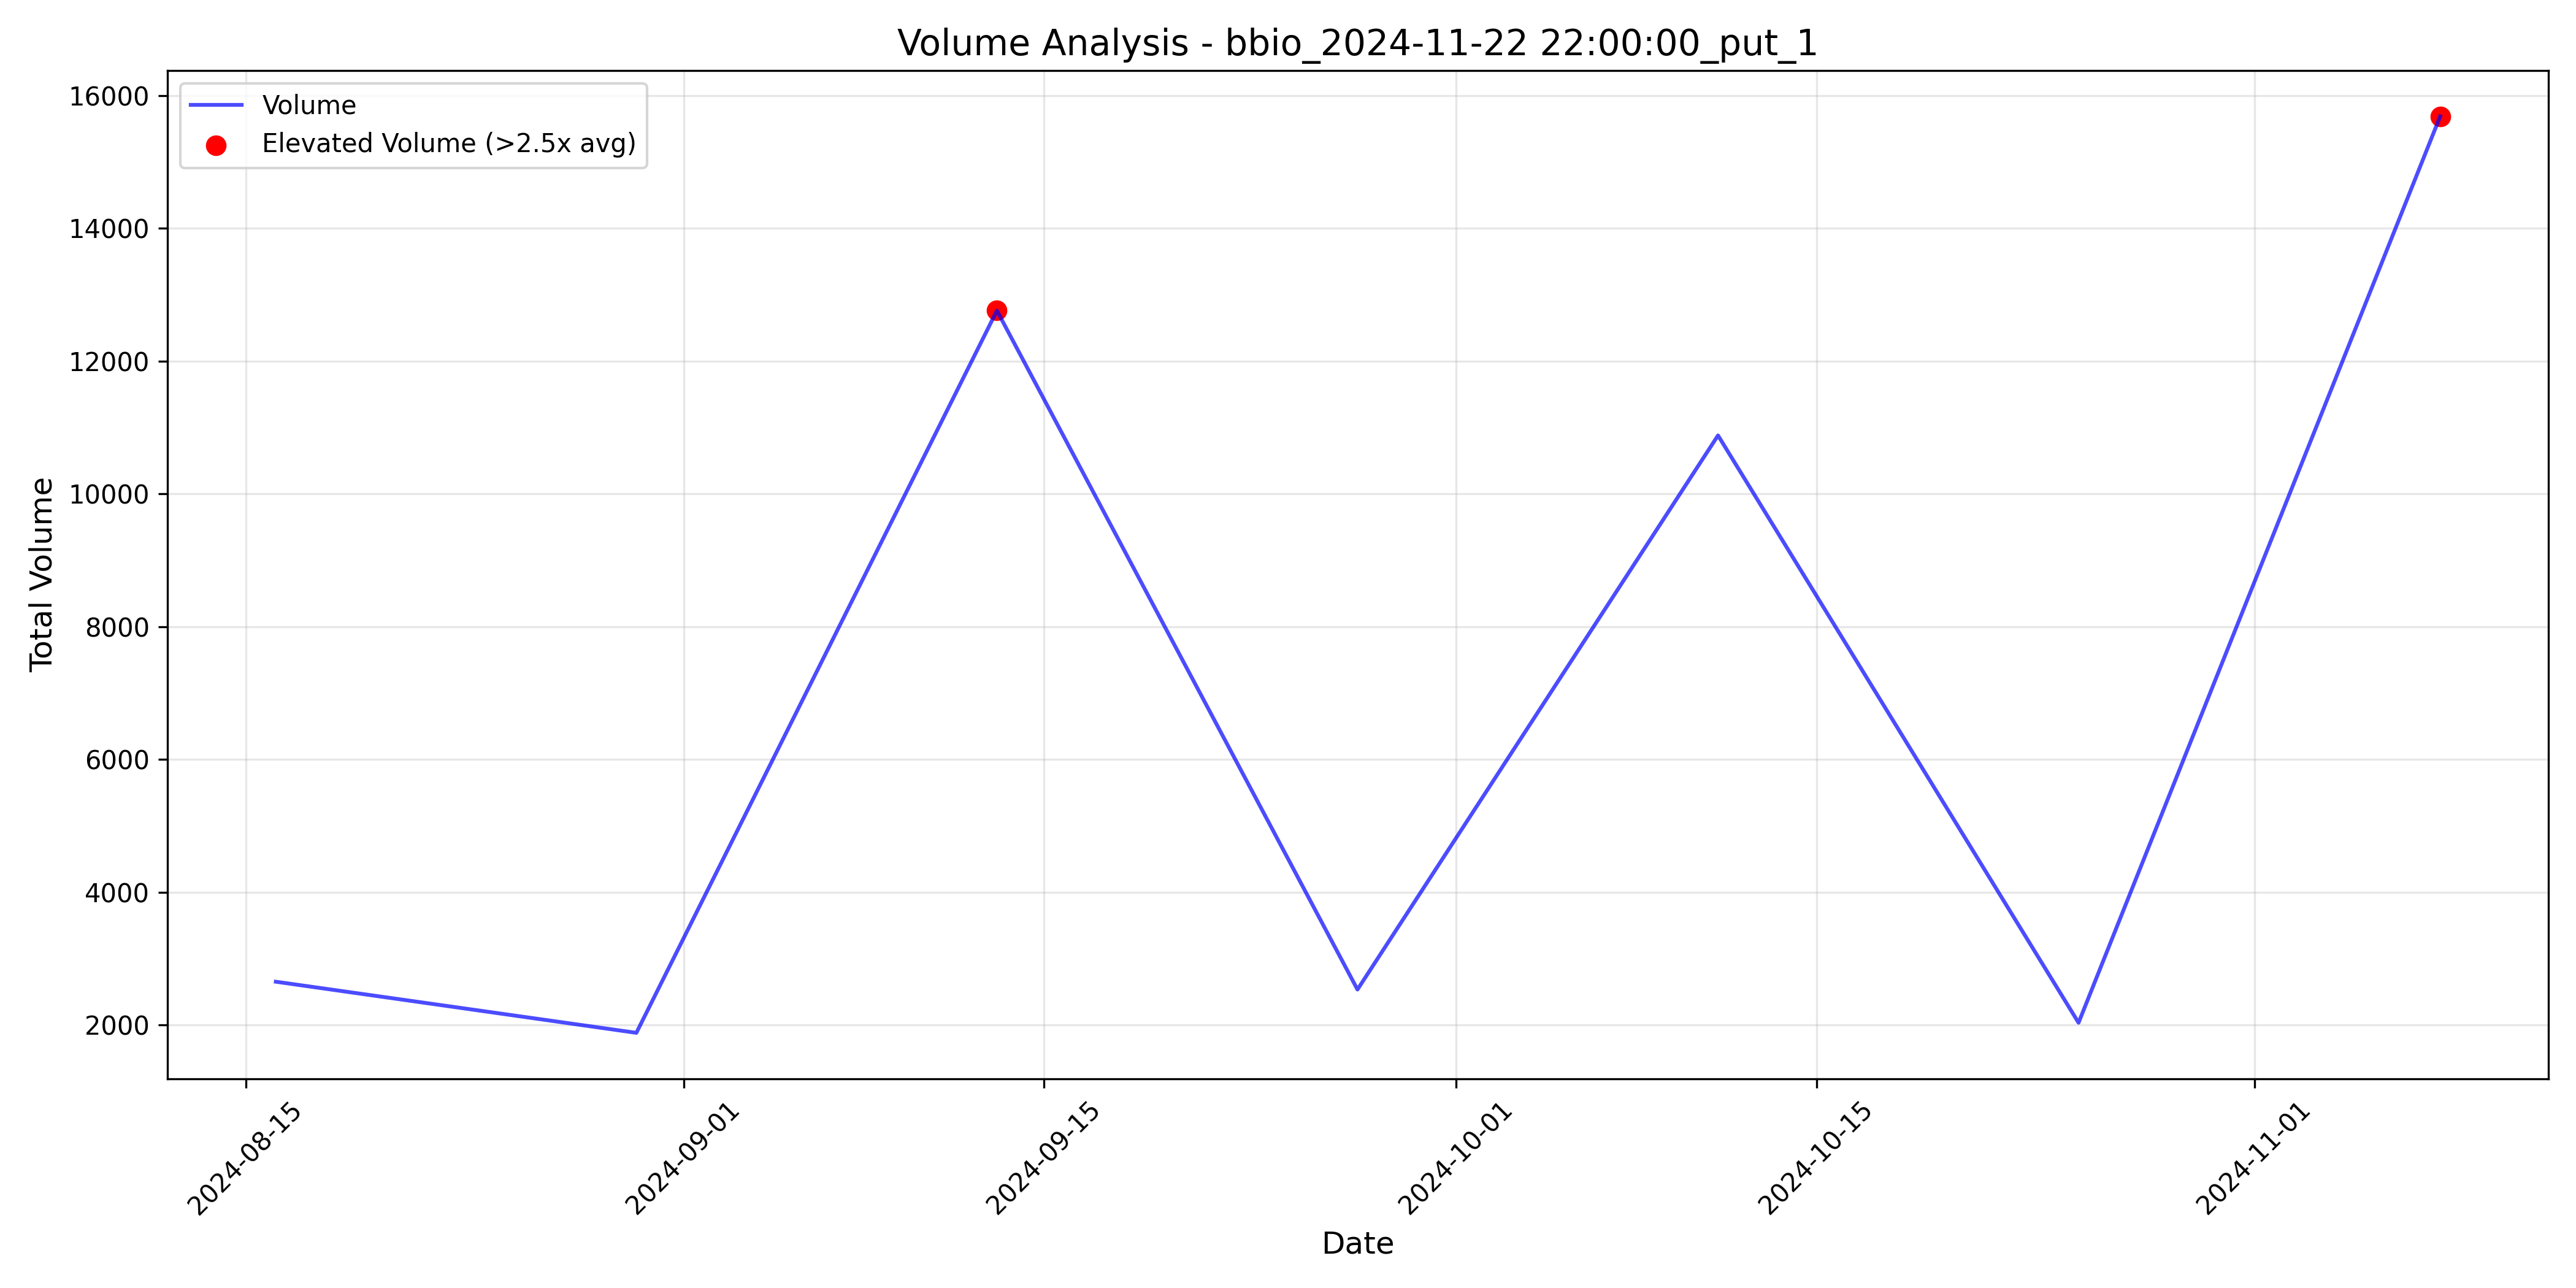 Volume Analysis - bbio_2024-11-22 22:00:00_put_1
Volume
Elevated Volume (>2.5x avg)
Total Volume
16000
14000
12000
10000
8000
6000
4000
2000
2024-08-15
2024-09-01
2024-09-15
2024-10-01
2024-10-15
2024-11-01
Date